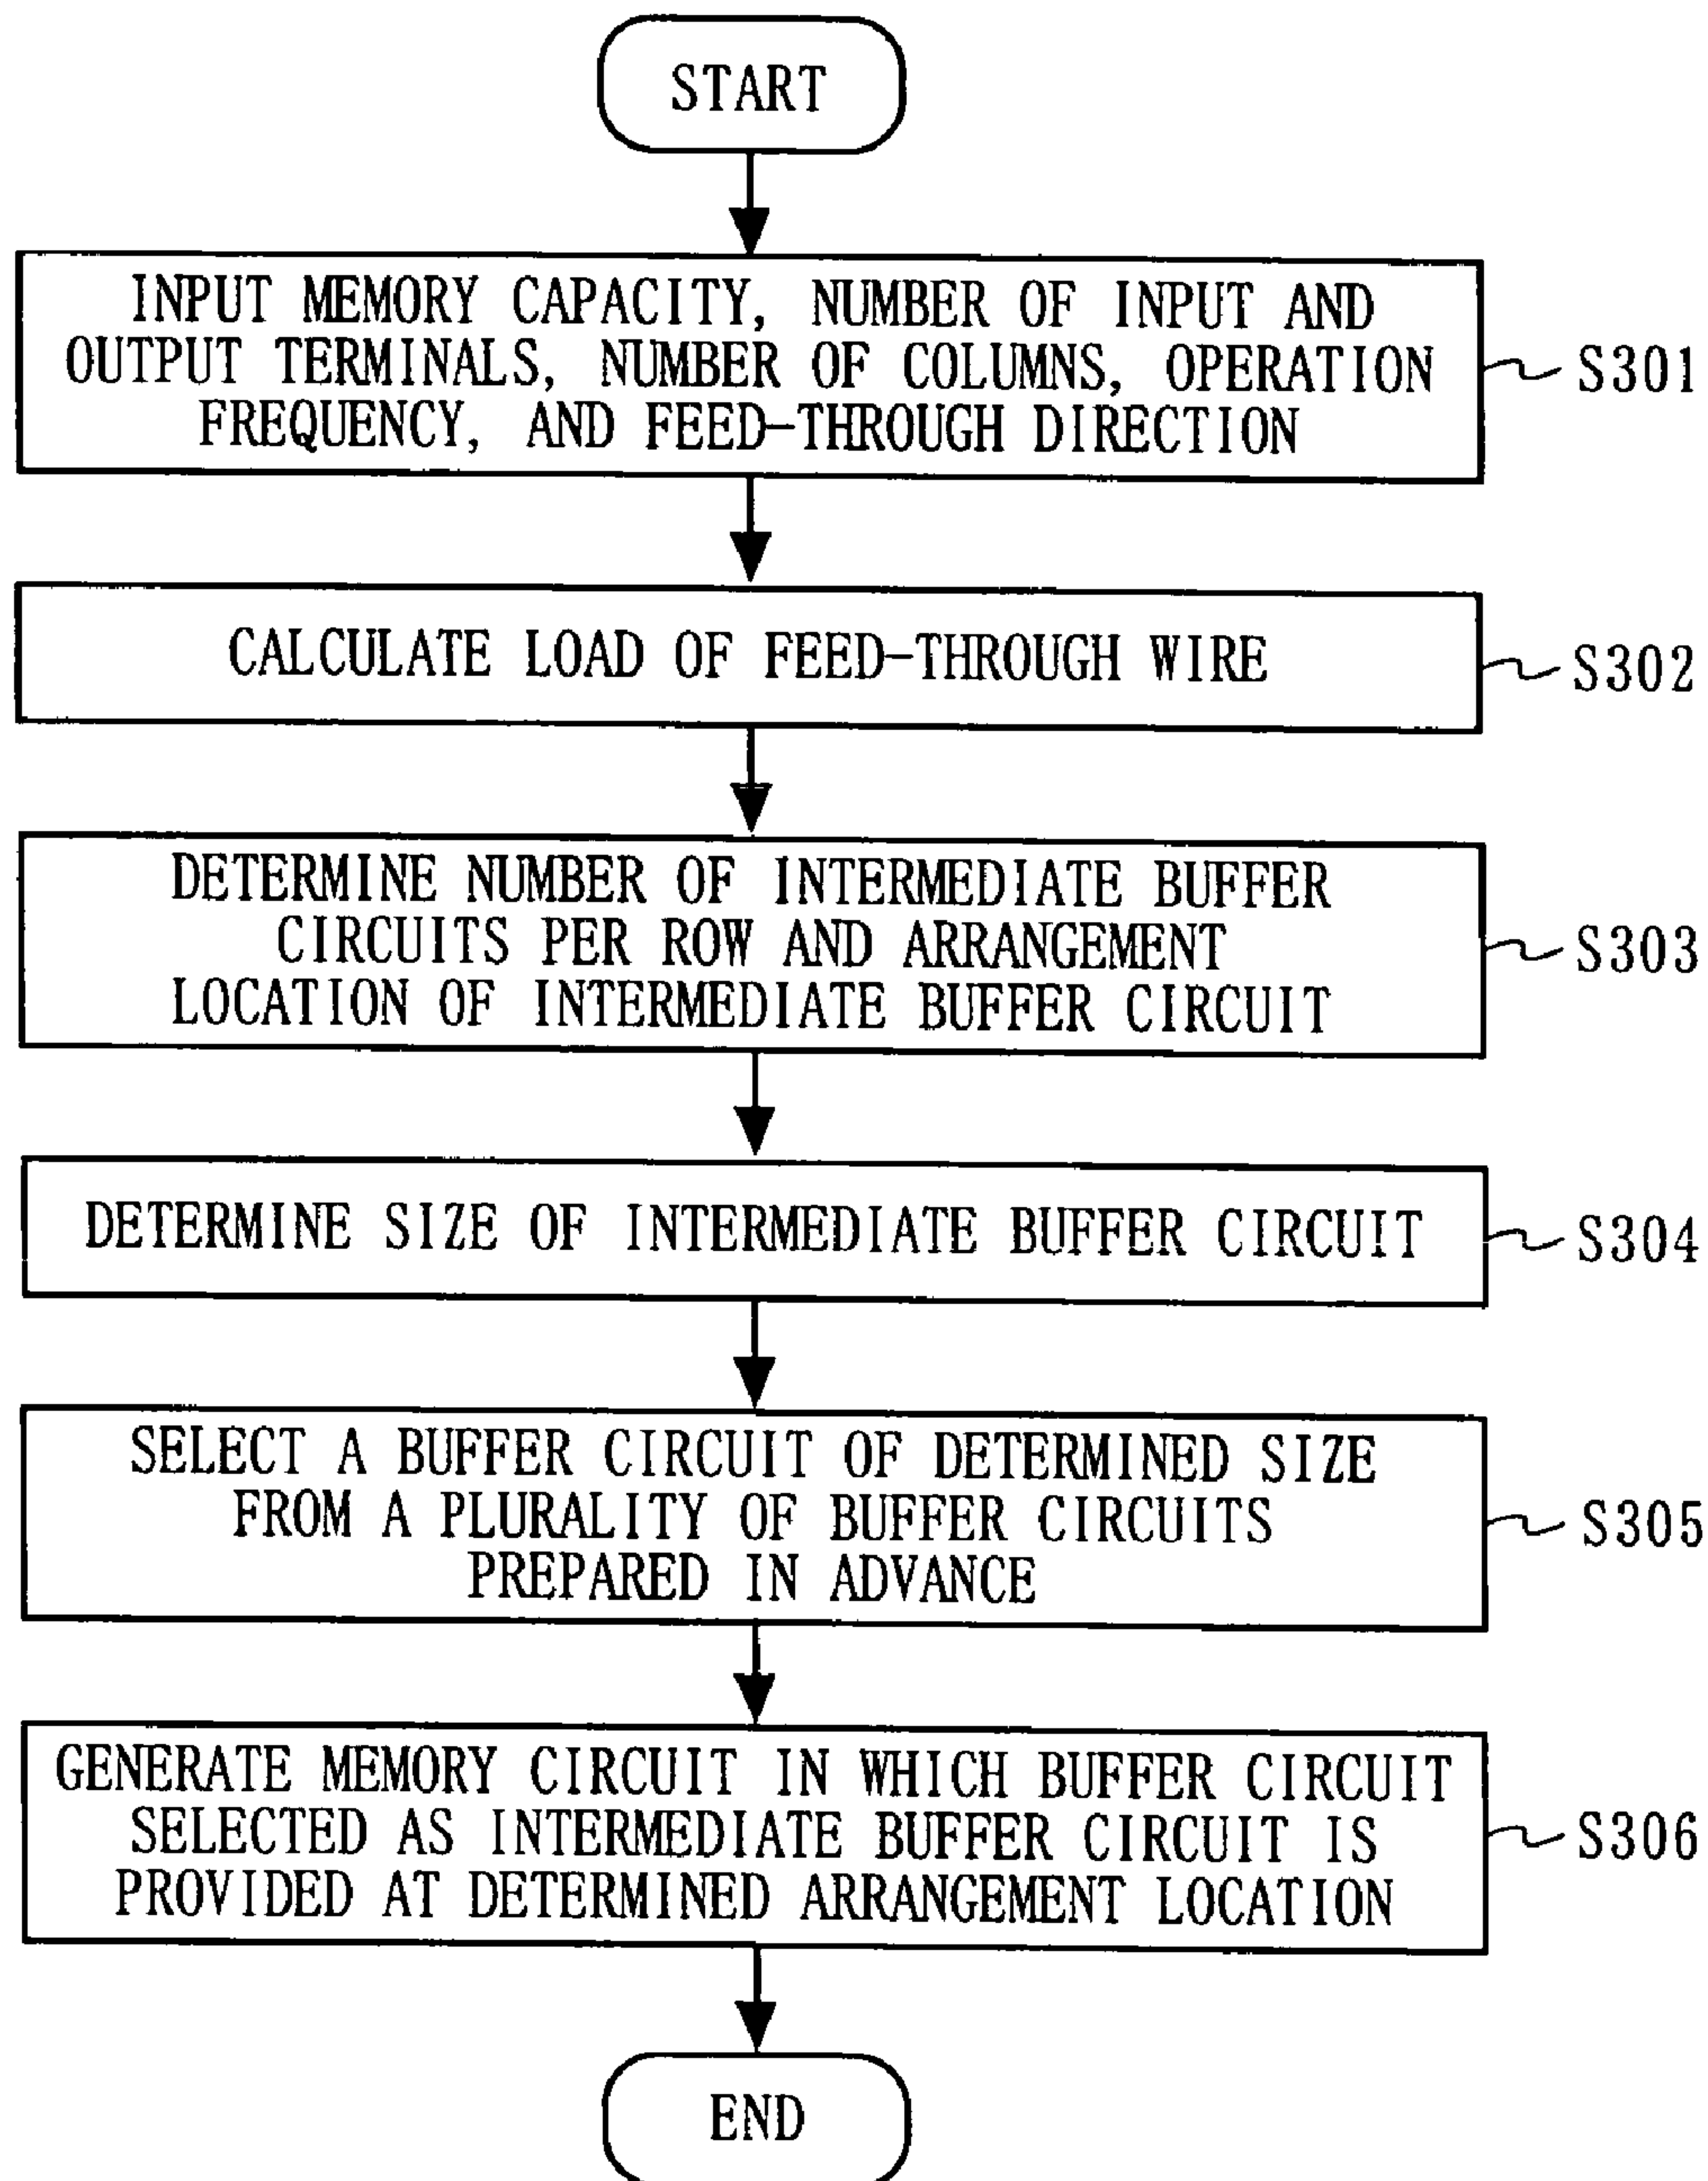 START
INPUT MEMORY CAPACITY, NUMBER OF INPUT AND
OUTPUT TERMINALS, NUMBER OF COLUMNS, OPERATION
FREQUENCY, AND FEED-THROUGH DIRECTION
S301
CALCULATE LOAD OF FEED-THROUGH WIRE
S302
DETERMINE NUMBER OF INTERMEDIATE BUFFER
CIRCUITS PER ROW AND ARRANGEMENT
LOCATION OF INTERMEDIATE BUFFER CIRCUIT
S303
DETERMINE SIZE OF INTERMEDIATE BUFFER CIRCUIT
S304
SELECT A BUFFER CIRCUIT OF DETERMINED SIZE
FROM A PLURALITY OF BUFFER CIRCUITS
PREPARED IN ADVANCE
S305
GENERATE MEMORY CIRCUIT IN WHICH BUFFER CIRCUIT
SELECTED AS INTERMEDIATE BUFFER CIRCUIT IS
PROVIDED AT DETERMINED ARRANGEMENT LOCATION
S306
END